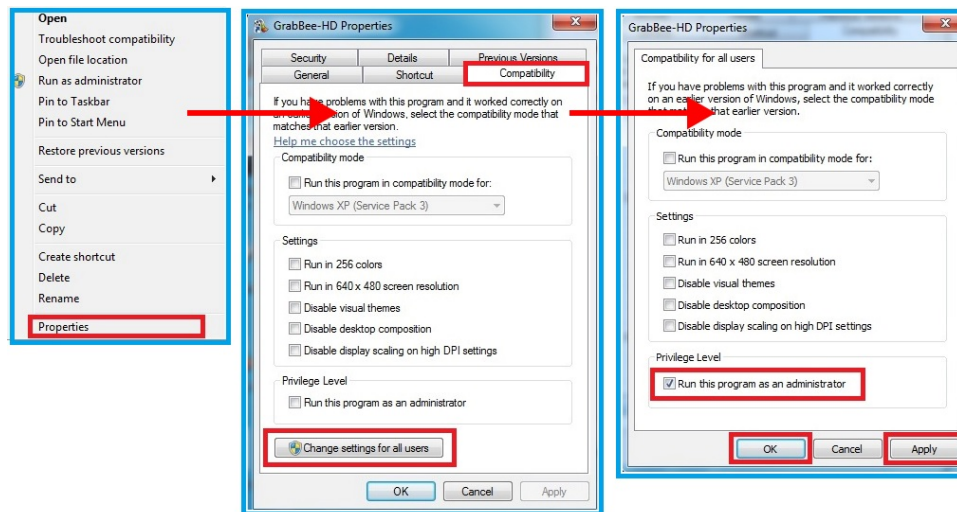 Open
Troubleshoot compatibility
Open file location
Run as administrator
Pin to Taskbar
Pin to Start Menu
Restore previous versions
Send to
Cut
Copy
Create shortcut
Delete
Rename
Properties
GrabBee-HD Properties
Security
Details
Previous Versions
General
Shortcut
Compatibility
If you have problems with this program and it worked correctly on
an earlier version of Windows, select the compatibility mode that
matches that earlier version.
Help me choose the settings
Compatibility mode
Run this program in compatibility mode for:
Windows XP (Service Pack 3)
Settings
Run in 256 colors
Run in 640 x 480 screen resolution
Disable visual themes
Disable desktop composition
Disable display scaling on high DPI settings
Privilege Level
Run this program as an administrator
Change settings for all users
OK
Cancel
Apply
GrabBee-HD Properties
Compatibility for all users
If you have problems with this program and it worked correctly
on an earlier version of Windows, select the compatibility mode
that matches that earlier version.
Compatibility mode
Run this program in compatibility mode for:
Windows XP (Service Pack 3)
Settings
Run in 256 colors
Run in 640 x 480 screen resolution
Disable visual themes
Disable desktop composition
Disable display scaling on high DPI settings
Privilege Level
Run this program as an administrator
OK
Cancel
Apply